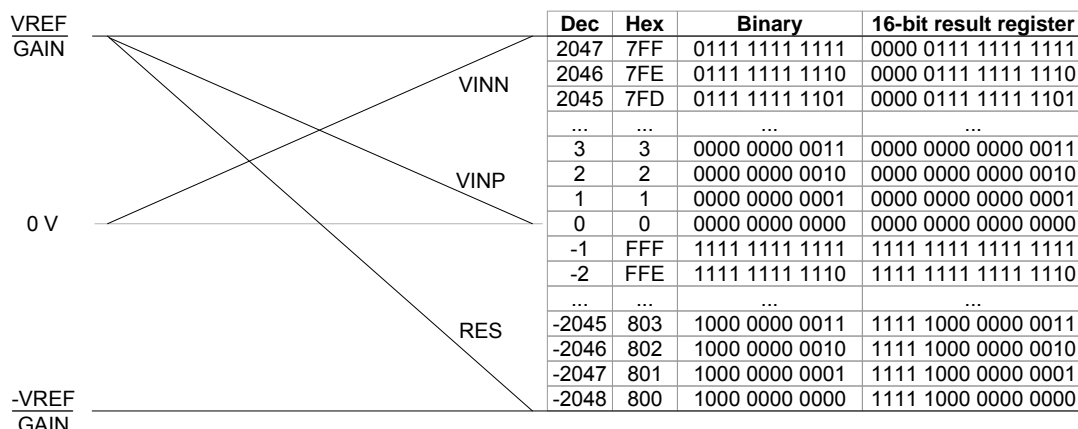 VREF
GAIN
VINN
VINP
0 V
RES
-VREF
GAIN
Dec Hex Binary 16-bit result register
2047 7FF 0111 1111 1111 0000 0111 1111 1111
2046 7FE 0111 1111 1110 0000 0111 1111 1110
2045 7FD 0111 1111 1101 0000 0111 1111 1101
... ... ... ...
3 3 0000 0000 0011 0000 0000 0000 0011
2 2 0000 0000 0010 0000 0000 0000 0010
1 1 0000 0000 0001 0000 0000 0000 0001
0 0 0000 0000 0000 0000 0000 0000 0000
-1 FFF 1111 1111 1111 1111 1111 1111 1111
-2 FFE 1111 1111 1110 1111 1111 1111 1110
... ... ... ...
-2045 803 1000 0000 0011 1111 1000 0000 0011
-2046 802 1000 0000 0010 1111 1000 0000 0010
-2047 801 1000 0000 0001 1111 1000 0000 0001
-2048 800 1000 0000 0000 1111 1000 0000 0000